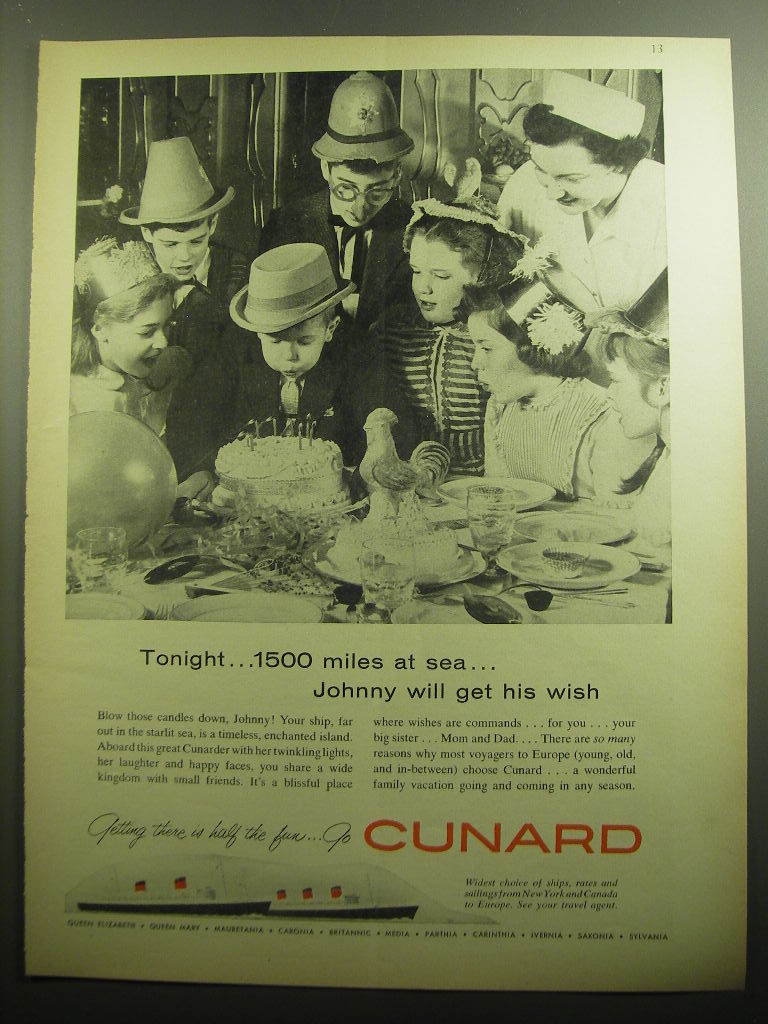 13
Tonight...1500 miles at sea...
Johnny will get his wish
Blow those candles down, Johnny! Your ship, far
out in the starlit sea, is a timeless, enchanted island.
Aboard this great Cunarder with her twinkling lights,
her laughter and happy faces, you share a wide
kingdom with small friends. It's a blissful place
where wishes are commands . . . for you . . . your
big sister . . . Mom and Dad. . . . There are so many
reasons why most voyagers to Europe (young, old,
and in-between) choose Cunard . . . a wonderful
family vacation going and coming in any season.
Getting there is half the fun... Go CUNARD
Widest choice of ships, rates and
sailings from New York and Canada
to Europe. See your travel agent.
QUEEN ELIZABETH • QUEEN MARY • MAURETANIA • CARONIA • BRITANNIC • MEDIA • PARTHIA • CARINTHIA • IVERNIA • SAXONIA • SYLVANIA